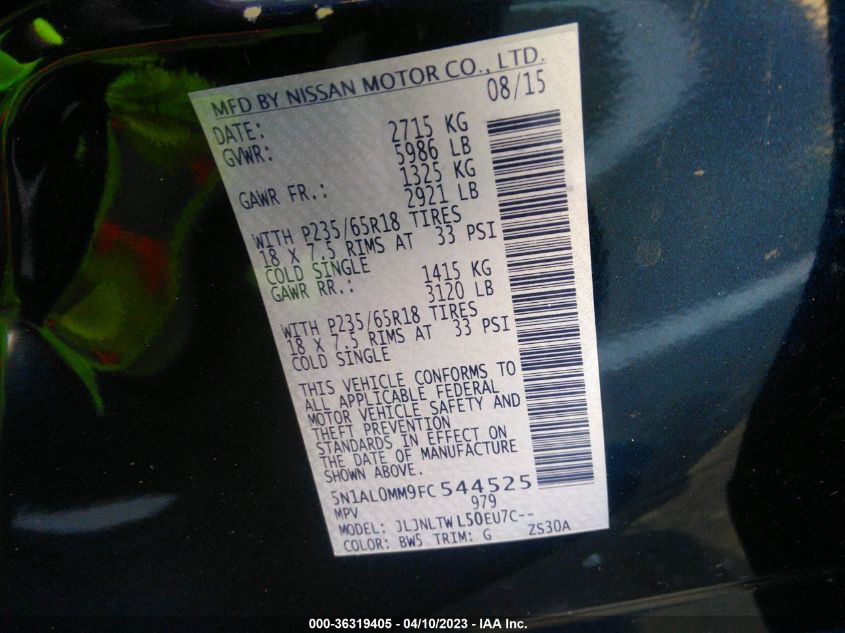 MFD BY NISSAN MOTOR CO., LTD.
DATE: 08/15
GVWR: 2715 KG
5986 LB
GAWR FR.: 1325 KG
2921 LB
WITH P235/65R18 TIRES
18 X 7.5 RIMS AT 33 PSI
COLD SINGLE
GAWR RR.: 1415 KG
3120 LB
WITH P235/65R18 TIRES
18 X 7.5 RIMS AT 33 PSI
COLD SINGLE
THIS VEHICLE CONFORMS TO
ALL APPLICABLE FEDERAL
MOTOR VEHICLE SAFETY AND
THEFT PREVENTION
STANDARDS IN EFFECT ON
THE DATE OF MANUFACTURE
SHOWN ABOVE.
5N1AL0MM9FC544525
MPV 979
MODEL: JLJNLTWL50EU7C--
COLOR: BW5 TRIM: G ZS30A
000-36319405 - 04/10/2023 - IAA Inc.